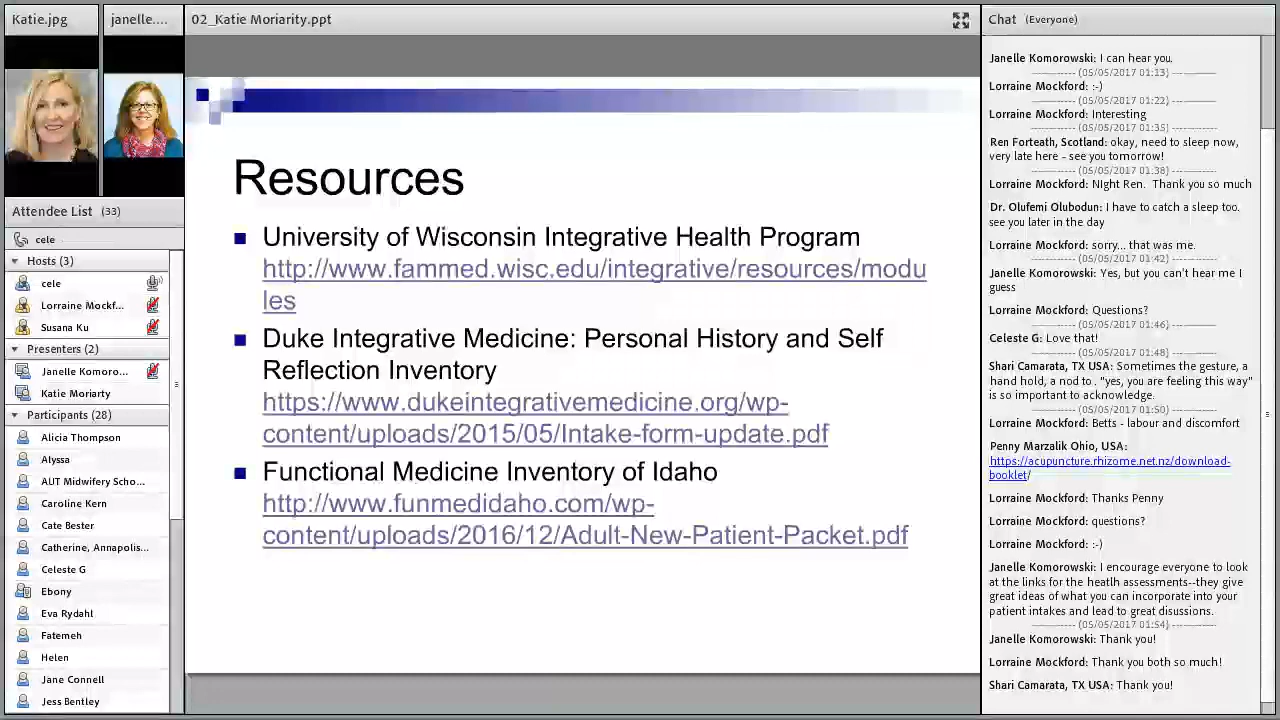 Katie.jpg
janelle....
02_Katie Moriarity.ppt
Chat (Everyone)
Attendee List (33)
cele
Hosts (3)
cele
Lorraine Mockf...
Susana Ku
Presenters (2)
Janelle Komoro...
Katie Moriarty
Participants (28)
Alicia Thompson
Alyssa
AUT Midwifery Scho...
Caroline Kern
Cate Bester
Catherine, Annapolis...
Celeste G
Ebony
Eva Rydahl
Fatemeh
Helen
Jane Connell
Jess Bentley
Resources
University of Wisconsin Integrative Health Program
http://www.fammed.wisc.edu/integrative/resources/modu
les
Duke Integrative Medicine: Personal History and Self
Reflection Inventory
https://www.dukeintegrativemedicine.org/wp-
content/uploads/2015/05/Intake-form-update.pdf
Functional Medicine Inventory of Idaho
http://www.funmedidaho.com/wp-
content/uploads/2016/12/Adult-New-Patient-Packet.pdf
Janelle Komorowski: I can hear you.
(05/05/2017 01:13)
Lorraine Mockford: :-)
(05/05/2017 01:22)
Lorraine Mockford: Interesting
(05/05/2017 01:35)
Ren Forteath, Scotland: okay, need to sleep now,
very late here - see you tomorrow!
(05/05/2017 01:38)
Lorraine Mockford: NIght Ren. Thank you so much
Dr. Olufemi Olubodun: I have to catch a sleep too.
see you later in the day
Lorraine Mockford: sorry... that was me.
(05/05/2017 01:42)
Janelle Komorowski: Yes, but you can't hear me I
guess
Lorraine Mockford: Questions?
(05/05/2017 01:46)
Celeste G: Love that!
(05/05/2017 01:48)
Shari Camarata, TX USA: Sometimes the gesture, a
hand hold, a nod to . "yes, you are feeling this way"
is so important to acknowledge.
(05/05/2017 01:50)
Lorraine Mockford: Betts - labour and discomfort
Penny Marzalik Ohio, USA:
https://acupuncture.rhizome.net.nz/download-
booklet/
Lorraine Mockford: Thanks Penny
Lorraine Mockford: questions?
Lorraine Mockford: :-)
Janelle Komorowski: I encourage everyone to look
at the links for the heatlh assessments--they give
great ideas of what you can incorporate into your
patient intakes and lead to great disussions.
(05/05/2017 01:54)
Janelle Komorowski: Thank you!
Lorraine Mockford: Thank you both so much!
Shari Camarata, TX USA: Thank you!